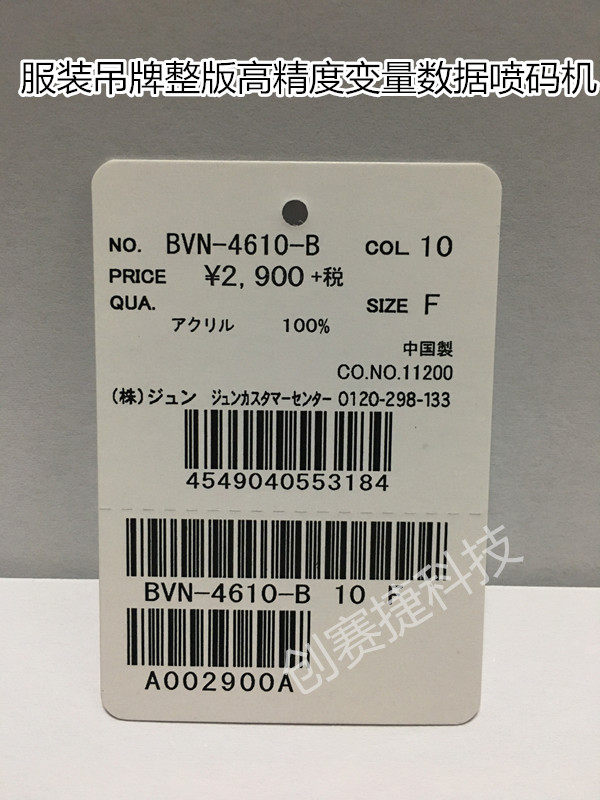 服装吊牌整版高精度变量数据喷码机
NO. BVN-4610-B COL 10
PRICE ¥2,900 +税
QUA. SIZE F
アクリル 100%
中国製
CO.NO.11200
(株)ジュン ジュンカスタマーセンター 0120-298-133
4549040553184
BVN-4610-B 10 F
A002900A
创赛捷科技